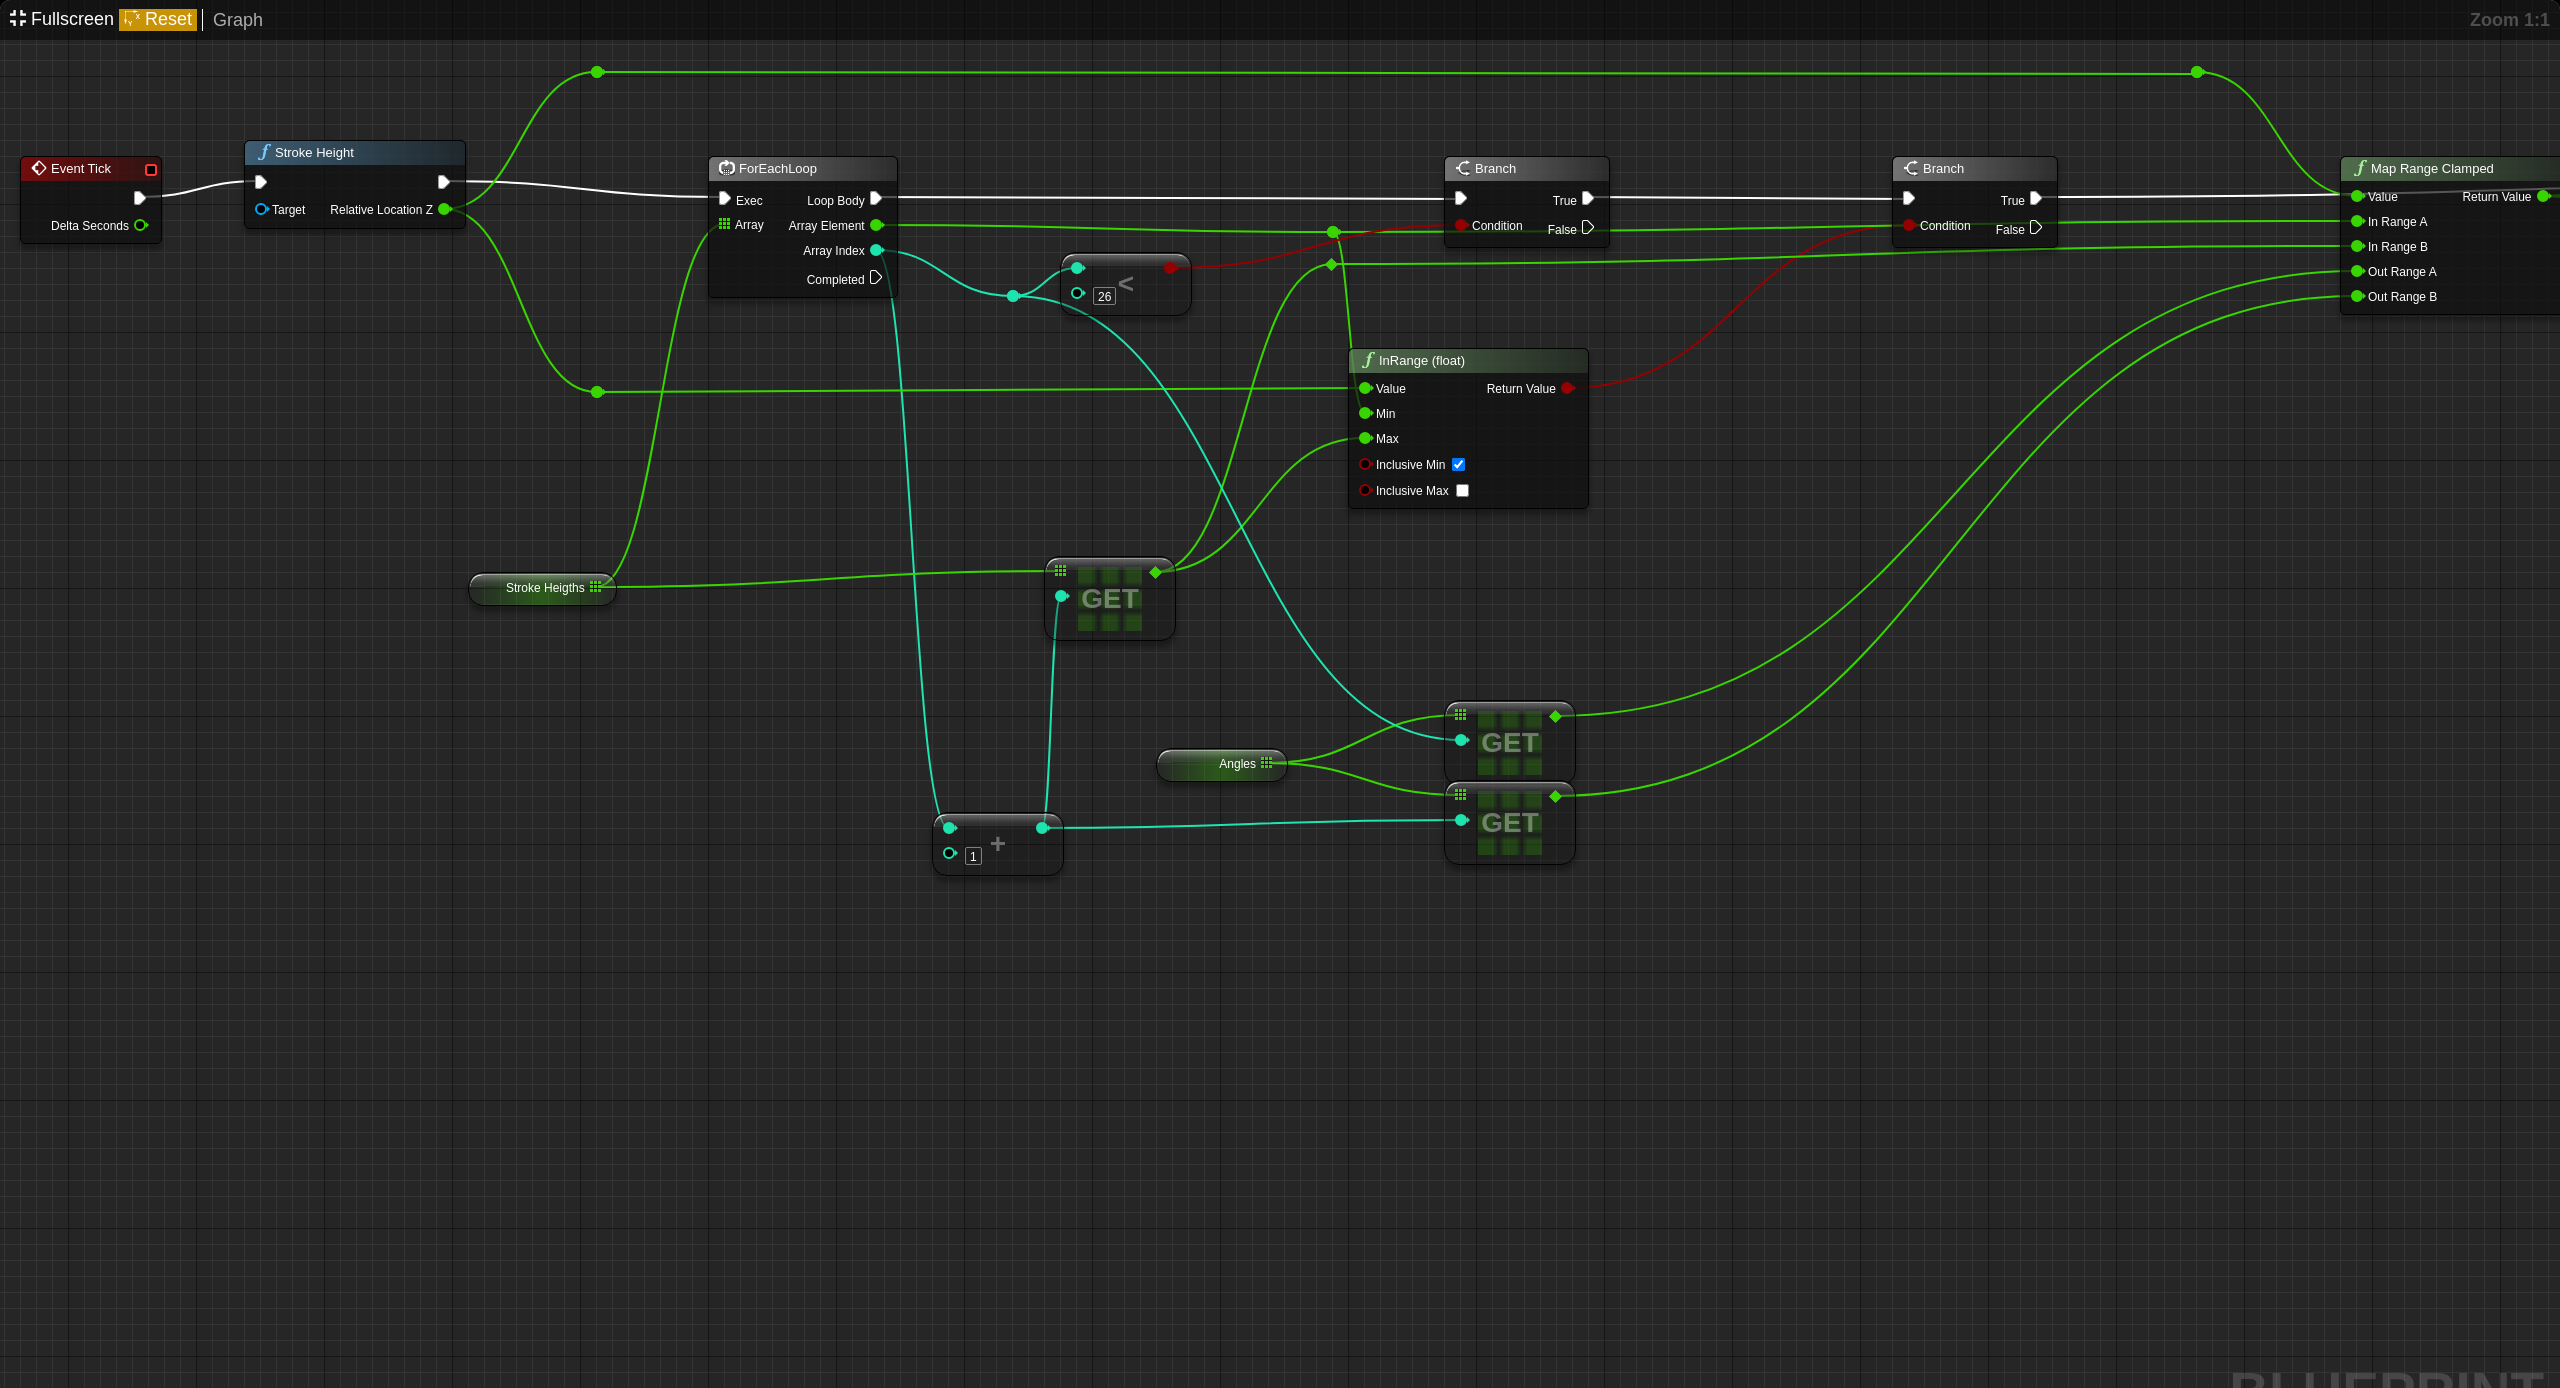 Fullscreen Reset Graph
Zoom 1:1
Event Tick
Delta Seconds
Stroke Height
Target Relative Location Z
ForEachLoop
Exec Loop Body
Array Array Element
Array Index
Completed
<
26
Branch
True
Condition
False
Branch
True
Condition
False
Map Range Clamped
Value Return Value
In Range A
In Range B
Out Range A
Out Range B
InRange (float)
Value Return Value
Min
Max
Inclusive Min
Inclusive Max
Stroke Heigths
GET
GET
Angles
GET
+
1
BLUEPRINT